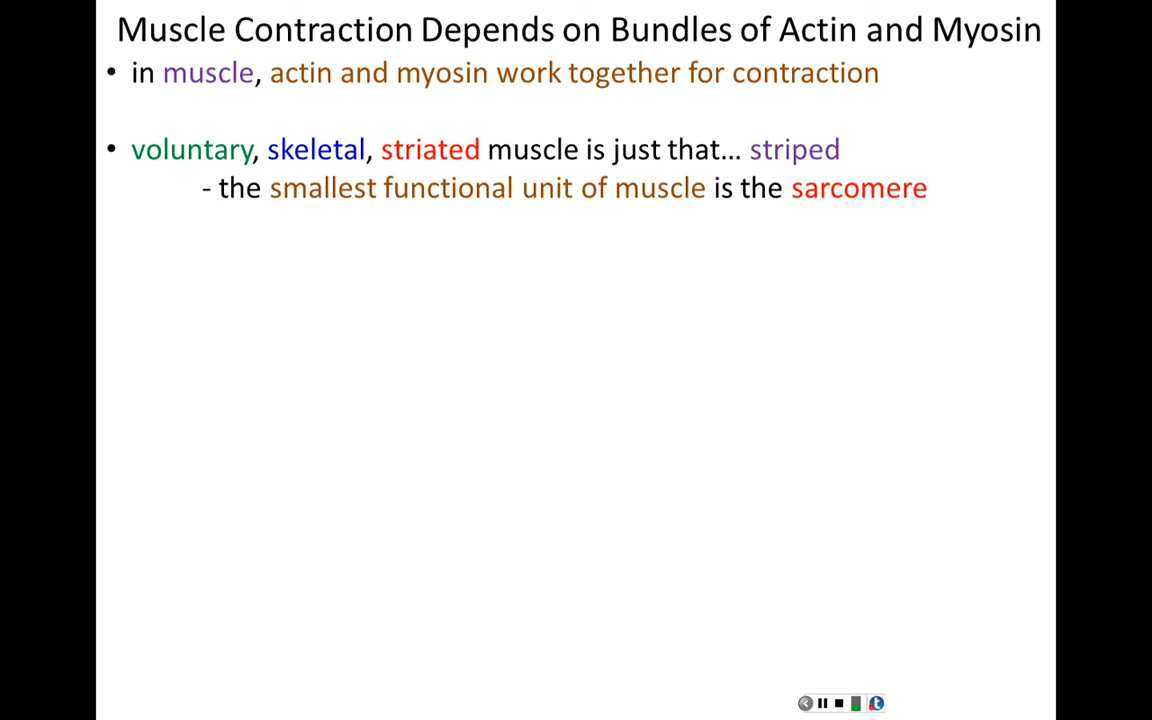 Muscle Contraction Depends on Bundles of Actin and Myosin
• in muscle, actin and myosin work together for contraction
• voluntary, skeletal, striated muscle is just that... striped
- the smallest functional unit of muscle is the sarcomere